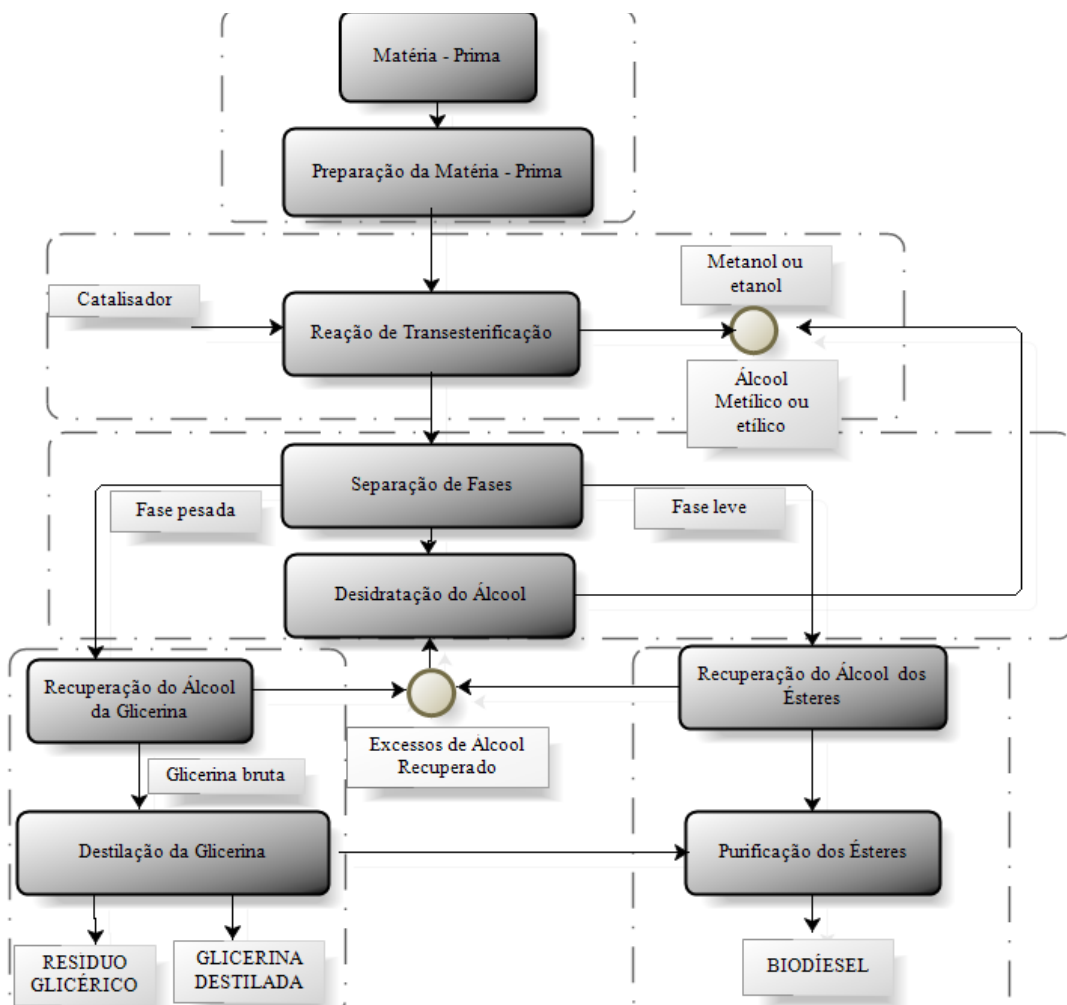 Matéria - Prima
Preparação da Matéria - Prima
Metanol ou
etanol
Catalisador
Reação de Transesterificação
Álcool
Metílico ou
etílico
Separação de Fases
Fase pesada
Fase leve
Desidratação do Álcool
Recuperação do Álcool
da Glicerina
Recuperação do Álcool dos
Ésteres
Excessos de Álcool
Recuperado
Glicerina bruta
Destilação da Glicerina
Purificação dos Ésteres
RESÍDUO
GLICÉRICO
GLICERINA
DESTILADA
BIODÍESEL